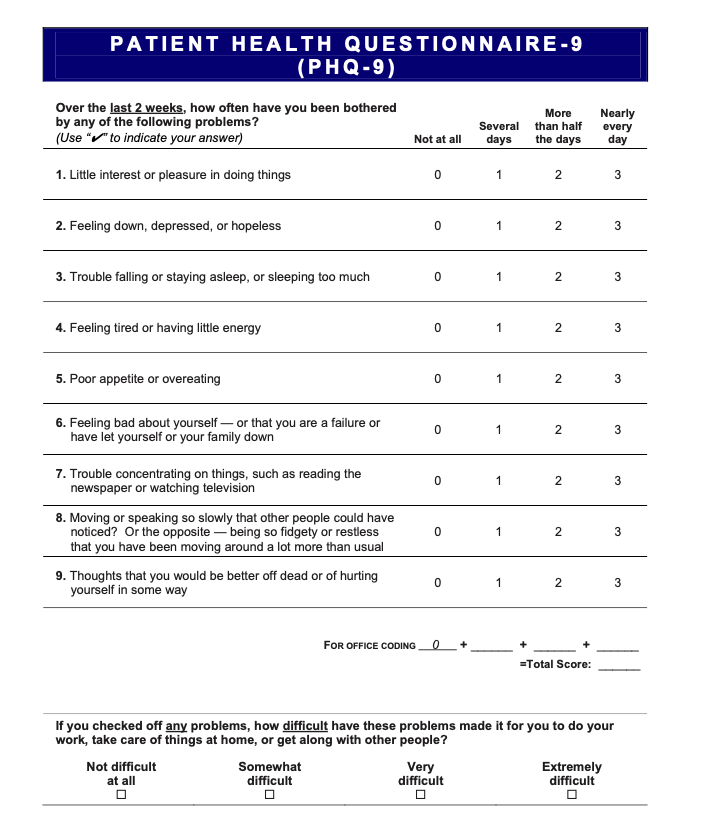 PATIENT HEALTH QUESTIONNAIRE-9
(PHQ-9)
Over the last 2 weeks, how often have you been bothered
by any of the following problems?
(Use “✔” to indicate your answer)
Not at all
Several
days
More
than half
the days
Nearly
every
day
1. Little interest or pleasure in doing things 0 1 2 3
2. Feeling down, depressed, or hopeless 0 1 2 3
3. Trouble falling or staying asleep, or sleeping too much 0 1 2 3
4. Feeling tired or having little energy 0 1 2 3
5. Poor appetite or overeating 0 1 2 3
6. Feeling bad about yourself — or that you are a failure or
have let yourself or your family down 0 1 2 3
7. Trouble concentrating on things, such as reading the
newspaper or watching television 0 1 2 3
8. Moving or speaking so slowly that other people could have
noticed? Or the opposite — being so fidgety or restless 0 1 2 3
that you have been moving around a lot more than usual
9. Thoughts that you would be better off dead or of hurting
yourself in some way 0 1 2 3
FOR OFFICE CODING 0 + ______ + ______ + ______
=Total Score: ______
If you checked off any problems, how difficult have these problems made it for you to do your
work, take care of things at home, or get along with other people?
Not difficult
at all
☐
Somewhat
difficult
☐
Very
difficult
☐
Extremely
difficult
☐